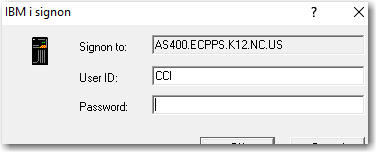 IBM i signon
Signon to: AS400.ECPPS.K12.NC.US
User ID: CCI
Password: